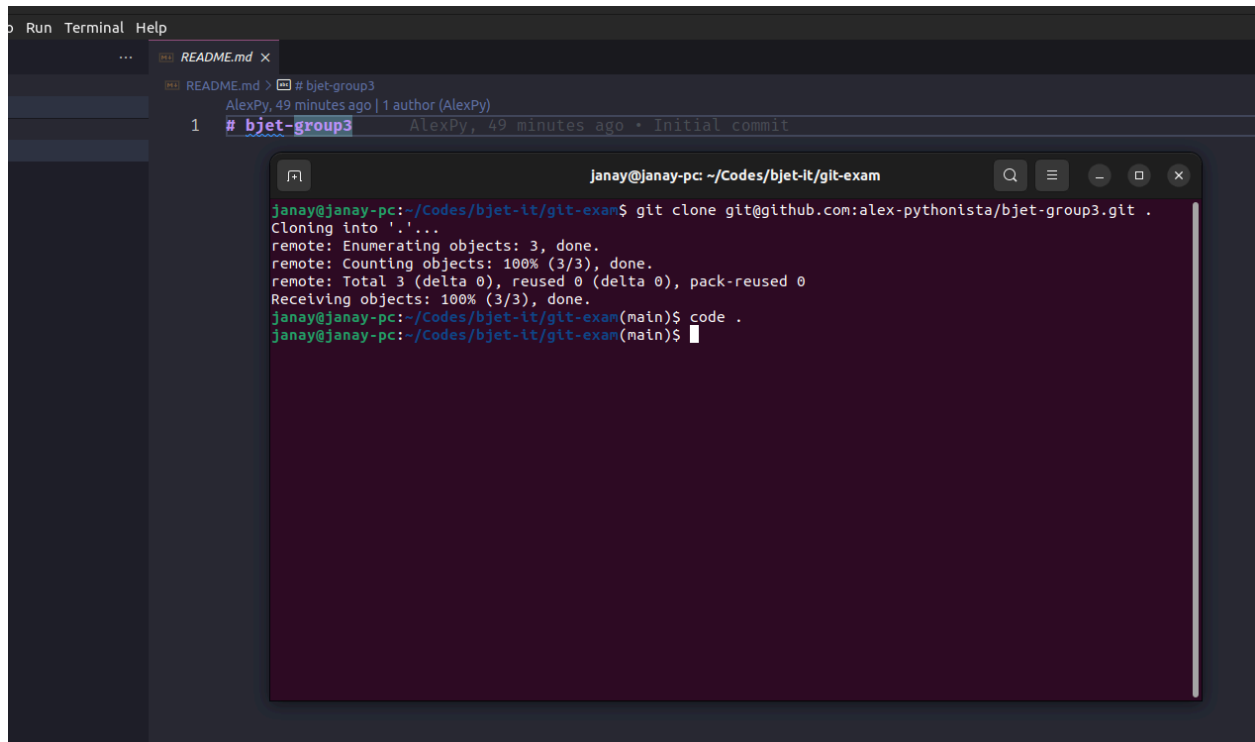 Run Terminal Help
... README.md ×
README.md > # bjet-group3
AlexPy, 49 minutes ago | 1 author (AlexPy)
1 # bjet-group3 AlexPy, 49 minutes ago • Initial commit
janay@janay-pc: ~/Codes/bjet-it/git-exam
janay@janay-pc:~/Codes/bjet-it/git-exam$ git clone git@github.com:alex-pythonista/bjet-group3.git .
Cloning into '.'...
remote: Enumerating objects: 3, done.
remote: Counting objects: 100% (3/3), done.
remote: Total 3 (delta 0), reused 0 (delta 0), pack-reused 0
Receiving objects: 100% (3/3), done.
janay@janay-pc:~/Codes/bjet-it/git-exam(main)$ code .
janay@janay-pc:~/Codes/bjet-it/git-exam(main)$